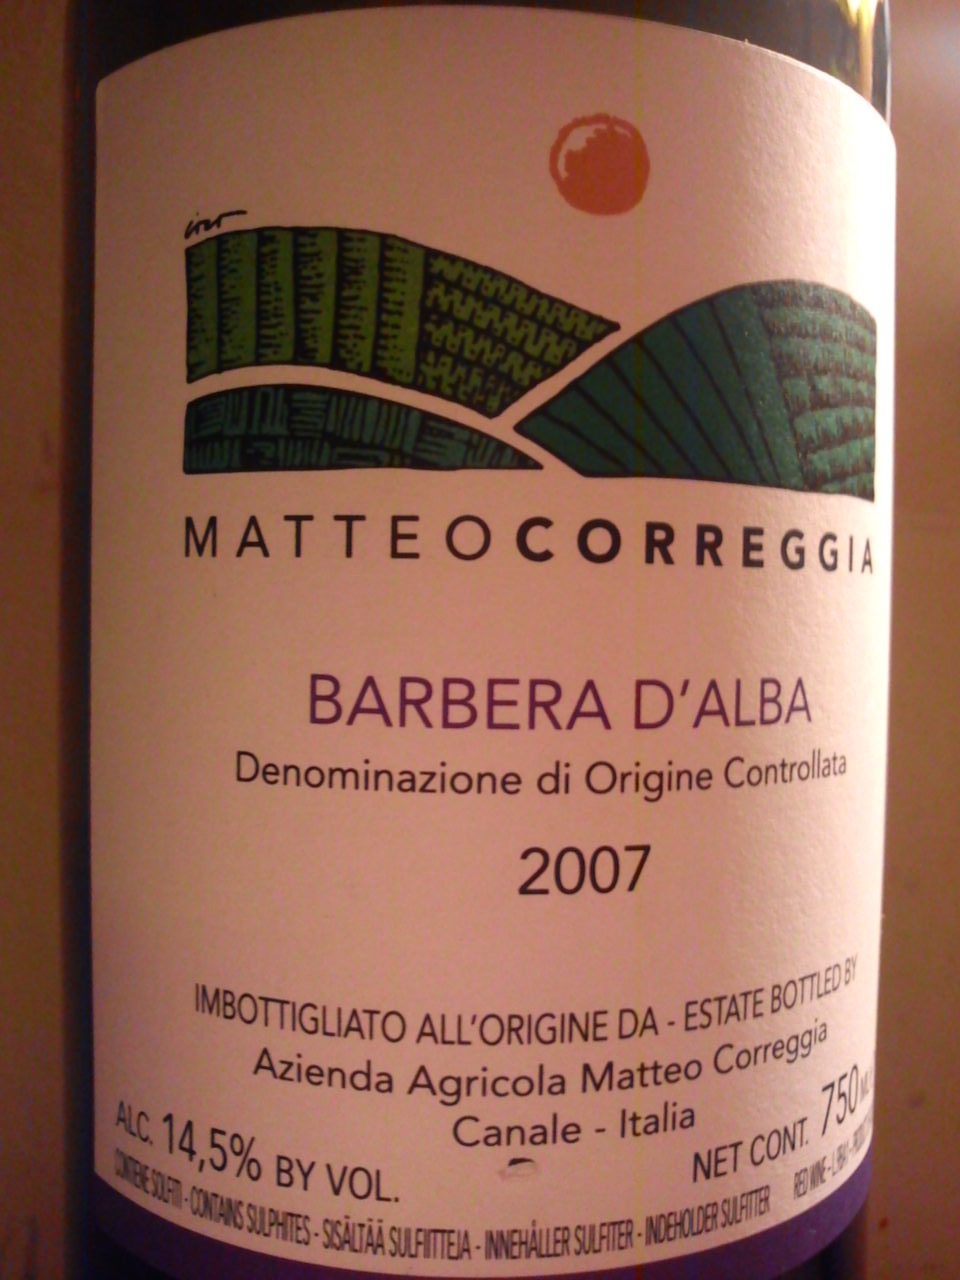 MATTEOCORREGGIA
BARBERA D'ALBA
Denominazione di Origine Controllata
2007
IMBOTTIGLIATO ALL'ORIGINE DA - ESTATE BOTTLED BY
Azienda Agricola Matteo Correggia
Canale - Italia
ALC. 14,5% BY VOL.
NET CONT. 750
CONTIENE SOLFITI - CONTAINS SULPHITES - SISÄLTÄÄ SULFIITTEJA - INNEHÅLLER SULFITER - INDEHOLDER SULFITTER
RED WINE -